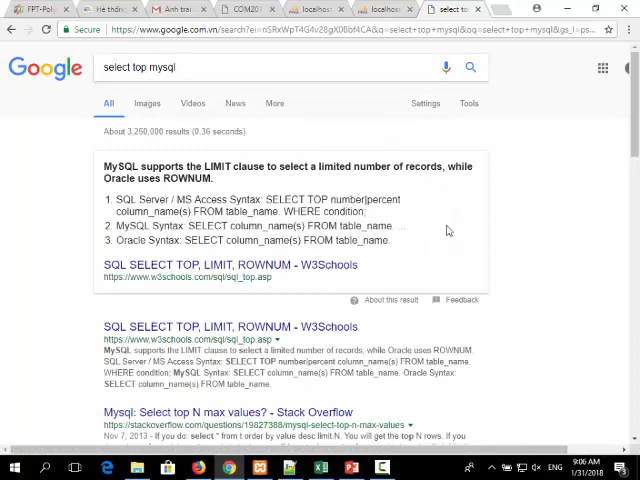 FPT-Poly
Hệ thống
Ảnh trai
COM201
localhos
localhos
select to
Secure
https://www.google.com.vn/search?ei=nSRxWpT4G4v28gX08bf4CA&q=select+top+mysql&oq=select+top+mysql&gs_l=ps...
Google
select top mysql
All
Images
Videos
News
More
Settings
Tools
About 3,250,000 results (0.36 seconds)
MySQL supports the LIMIT clause to select a limited number of records, while
Oracle uses ROWNUM.
1. SQL Server / MS Access Syntax: SELECT TOP number|percent
column_name(s) FROM table_name. WHERE condition;
2. MySQL Syntax: SELECT column_name(s) FROM table_name. ...
3. Oracle Syntax: SELECT column_name(s) FROM table_name.
SQL SELECT TOP, LIMIT, ROWNUM - W3Schools
https://www.w3schools.com/sql/sql_top.asp
About this result
Feedback
SQL SELECT TOP, LIMIT, ROWNUM - W3Schools
https://www.w3schools.com/sql/sql_top.asp
MySQL supports the LIMIT clause to select a limited number of records, while Oracle uses ROWNUM.
SQL Server / MS Access Syntax: SELECT TOP number|percent column_name(s) FROM table_name.
WHERE condition; MySQL Syntax: SELECT column_name(s) FROM table_name. Oracle Syntax:
SELECT column_name(s) FROM table_name.
Mysql: Select top N max values? - Stack Overflow
https://stackoverflow.com/questions/19827388/mysql-select-top-n-max-values
Nov 7, 2013 - If you do: select * from t order by value desc limit N. You will get the top N rows. If you
ENG
9:06 AM
1/31/2018
3